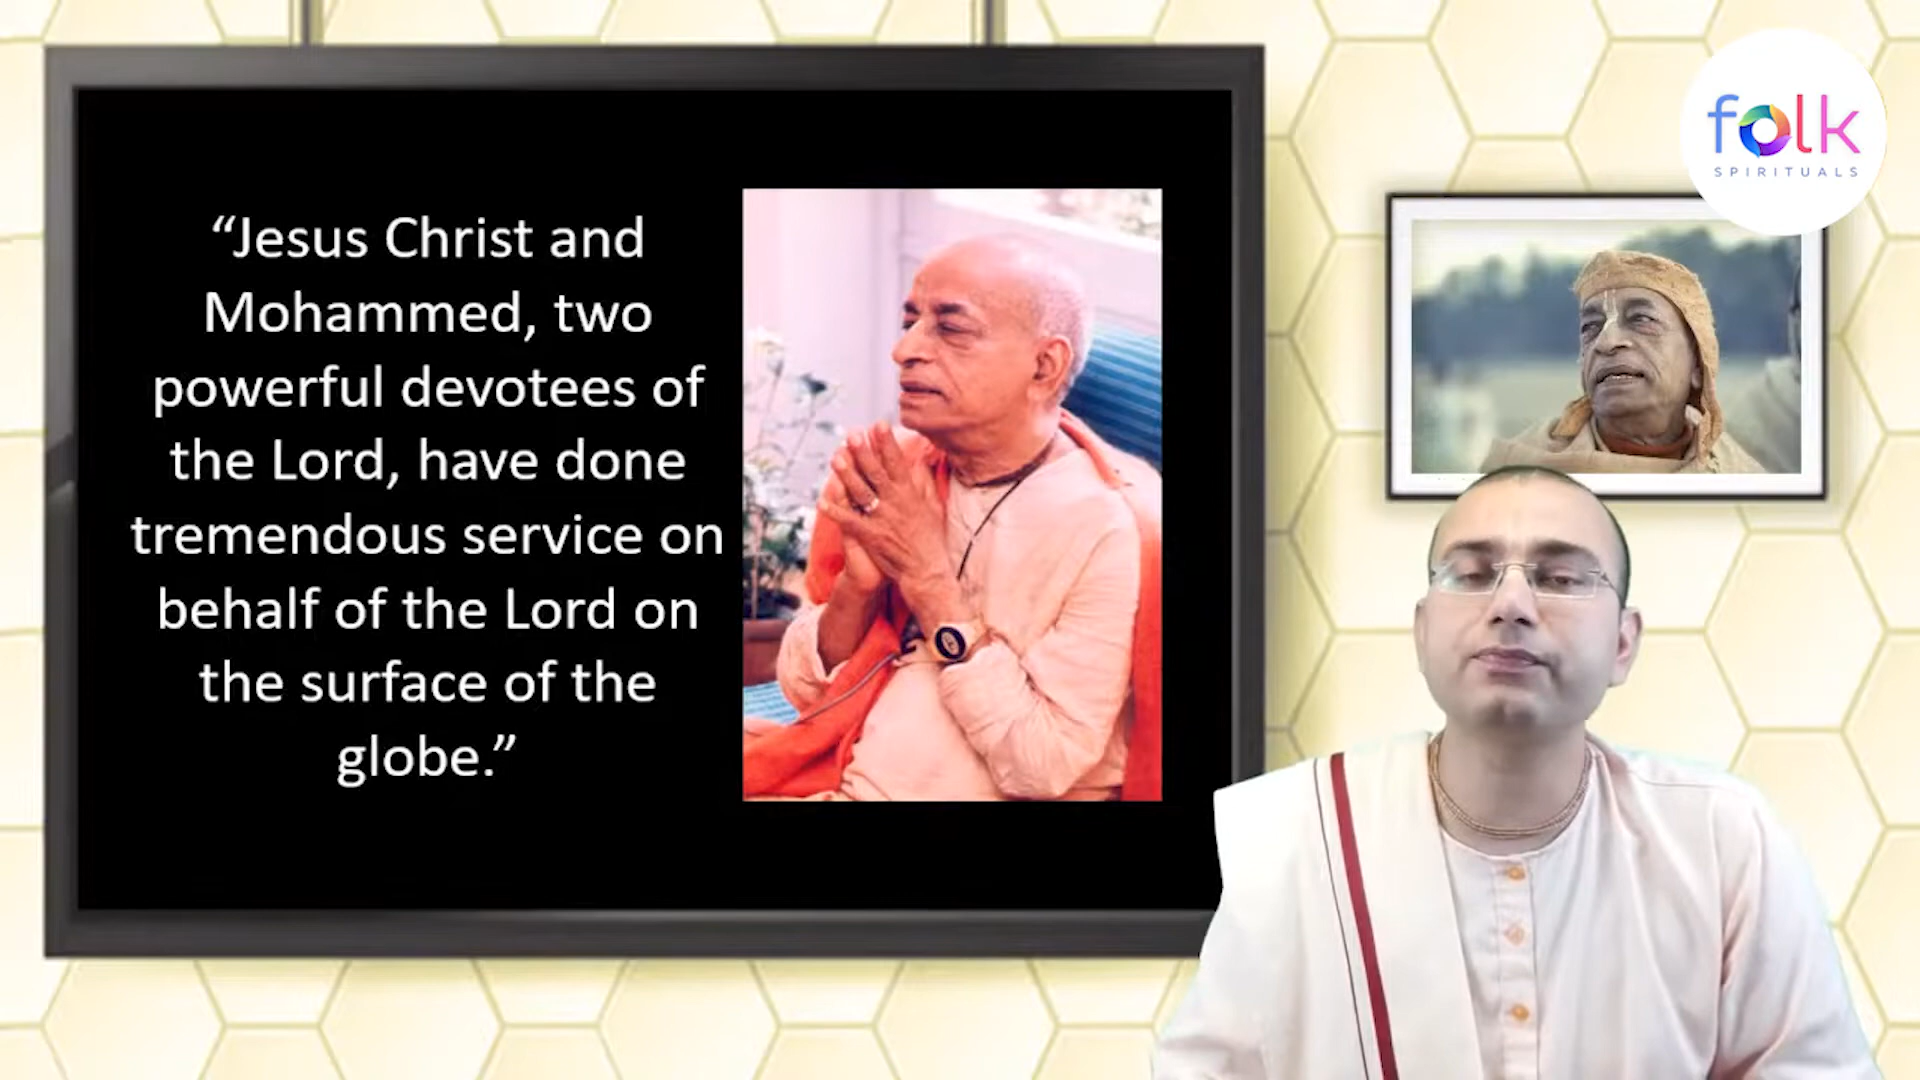 “Jesus Christ and
Mohammed, two
powerful devotees of
the Lord, have done
tremendous service on
behalf of the Lord on
the surface of the
globe.”
folk
SPIRITUALS